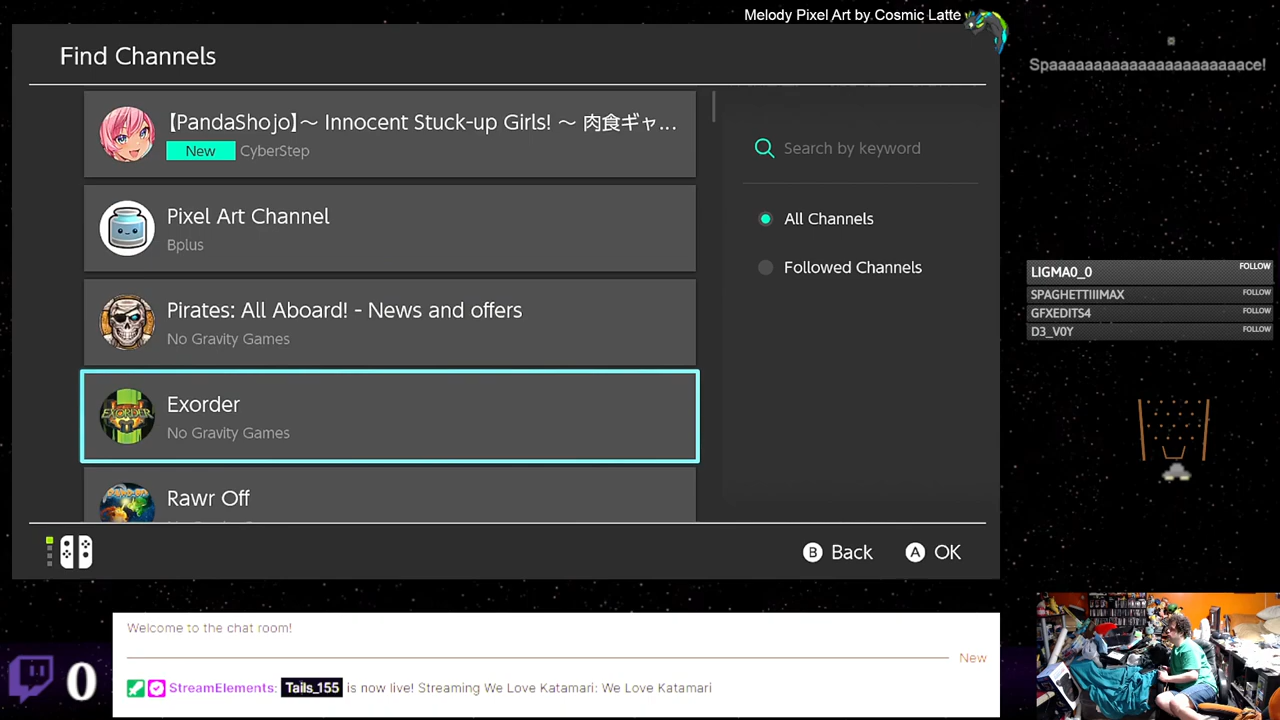 Melody Pixel Art by Cosmic Latte
Find Channels
Spaaaaaaaaaaaaaaaaaaaaaace!
【PandaShojo】～ Innocent Stuck-up Girls! ～ 肉食ギャ...
New CyberStep
Search by keyword
Pixel Art Channel
Bplus
All Channels
Followed Channels
Pirates: All Aboard! - News and offers
No Gravity Games
LIGMA0_0 FOLLOW
SPAGHETTIIIMAX FOLLOW
GFXEDITS4 FOLLOW
D3_V0Y FOLLOW
EXORDER
Exorder
No Gravity Games
Rawr Off
B Back
A OK
Welcome to the chat room!
New
0
StreamElements: Tails_155 is now live! Streaming We Love Katamari: We Love Katamari